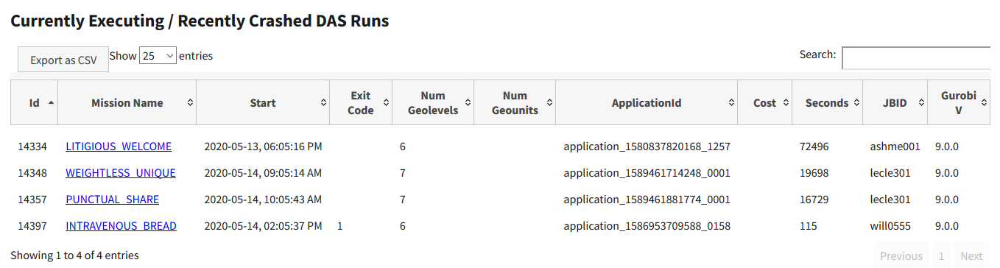 Currently Executing / Recently Crashed DAS Runs
Export as CSV Show 25 entries Search:
Id Mission Name Start Exit Code Num Geolevels Num Geounits ApplicationId Cost Seconds JBID Gurobi V
14334 LITIGIOUS_WELCOME 2020-05-13, 06:05:16 PM 6 application_1580837820168_1257 72496 ashme001 9.0.0
14348 WEIGHTLESS_UNIQUE 2020-05-14, 09:05:14 AM 7 application_1589461714248_0001 19698 lecle301 9.0.0
14357 PUNCTUAL_SHARE 2020-05-14, 10:05:43 AM 7 application_1589461881774_0001 16729 lecle301 9.0.0
14397 INTRAVENOUS_BREAD 2020-05-14, 02:05:37 PM 1 6 application_1586953709588_0158 115 will0555 9.0.0
Showing 1 to 4 of 4 entries Previous 1 Next